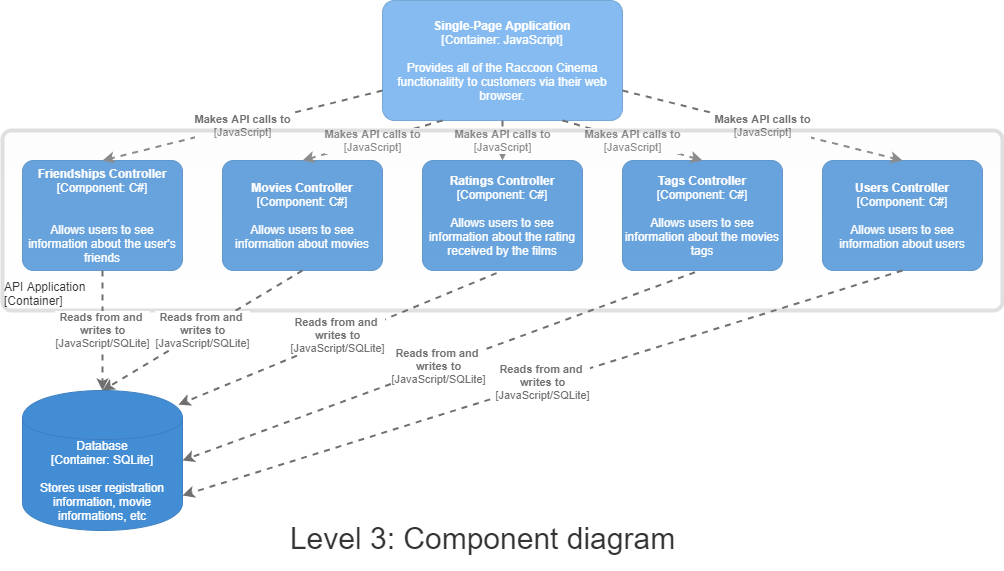 Single-Page Application
[Container: JavaScript]
Provides all of the Raccoon Cinema
functionalitty to customers via their web
browser.
Makes API calls to
[JavaScript]
Makes API calls to
[JavaScript]
Makes API calls to
[JavaScript]
Makes API calls to
[JavaScript]
Makes API calls to
[JavaScript]
Friendships Controller
[Component: C#]
Allows users to see
information about the user's
friends
Movies Controller
[Component: C#]
Allows users to see
information about movies
Ratings Controller
[Component: C#]
Allows users to see
information about the rating
received by the films
Tags Controller
[Component: C#]
Allows users to see
information about the movies
tags
Users Controller
[Component: C#]
Allows users to see
information about users
API Application
[Container]
Reads from and
writes to
[JavaScript/SQLite]
Reads from and
writes to
[JavaScript/SQLite]
Reads from and
writes to
[JavaScript/SQLite]
Reads from and
writes to
[JavaScript/SQLite]
Reads from and
writes to
[JavaScript/SQLite]
Database
[Container: SQLite]
Stores user registration
information, movie
informations, etc
Level 3: Component diagram